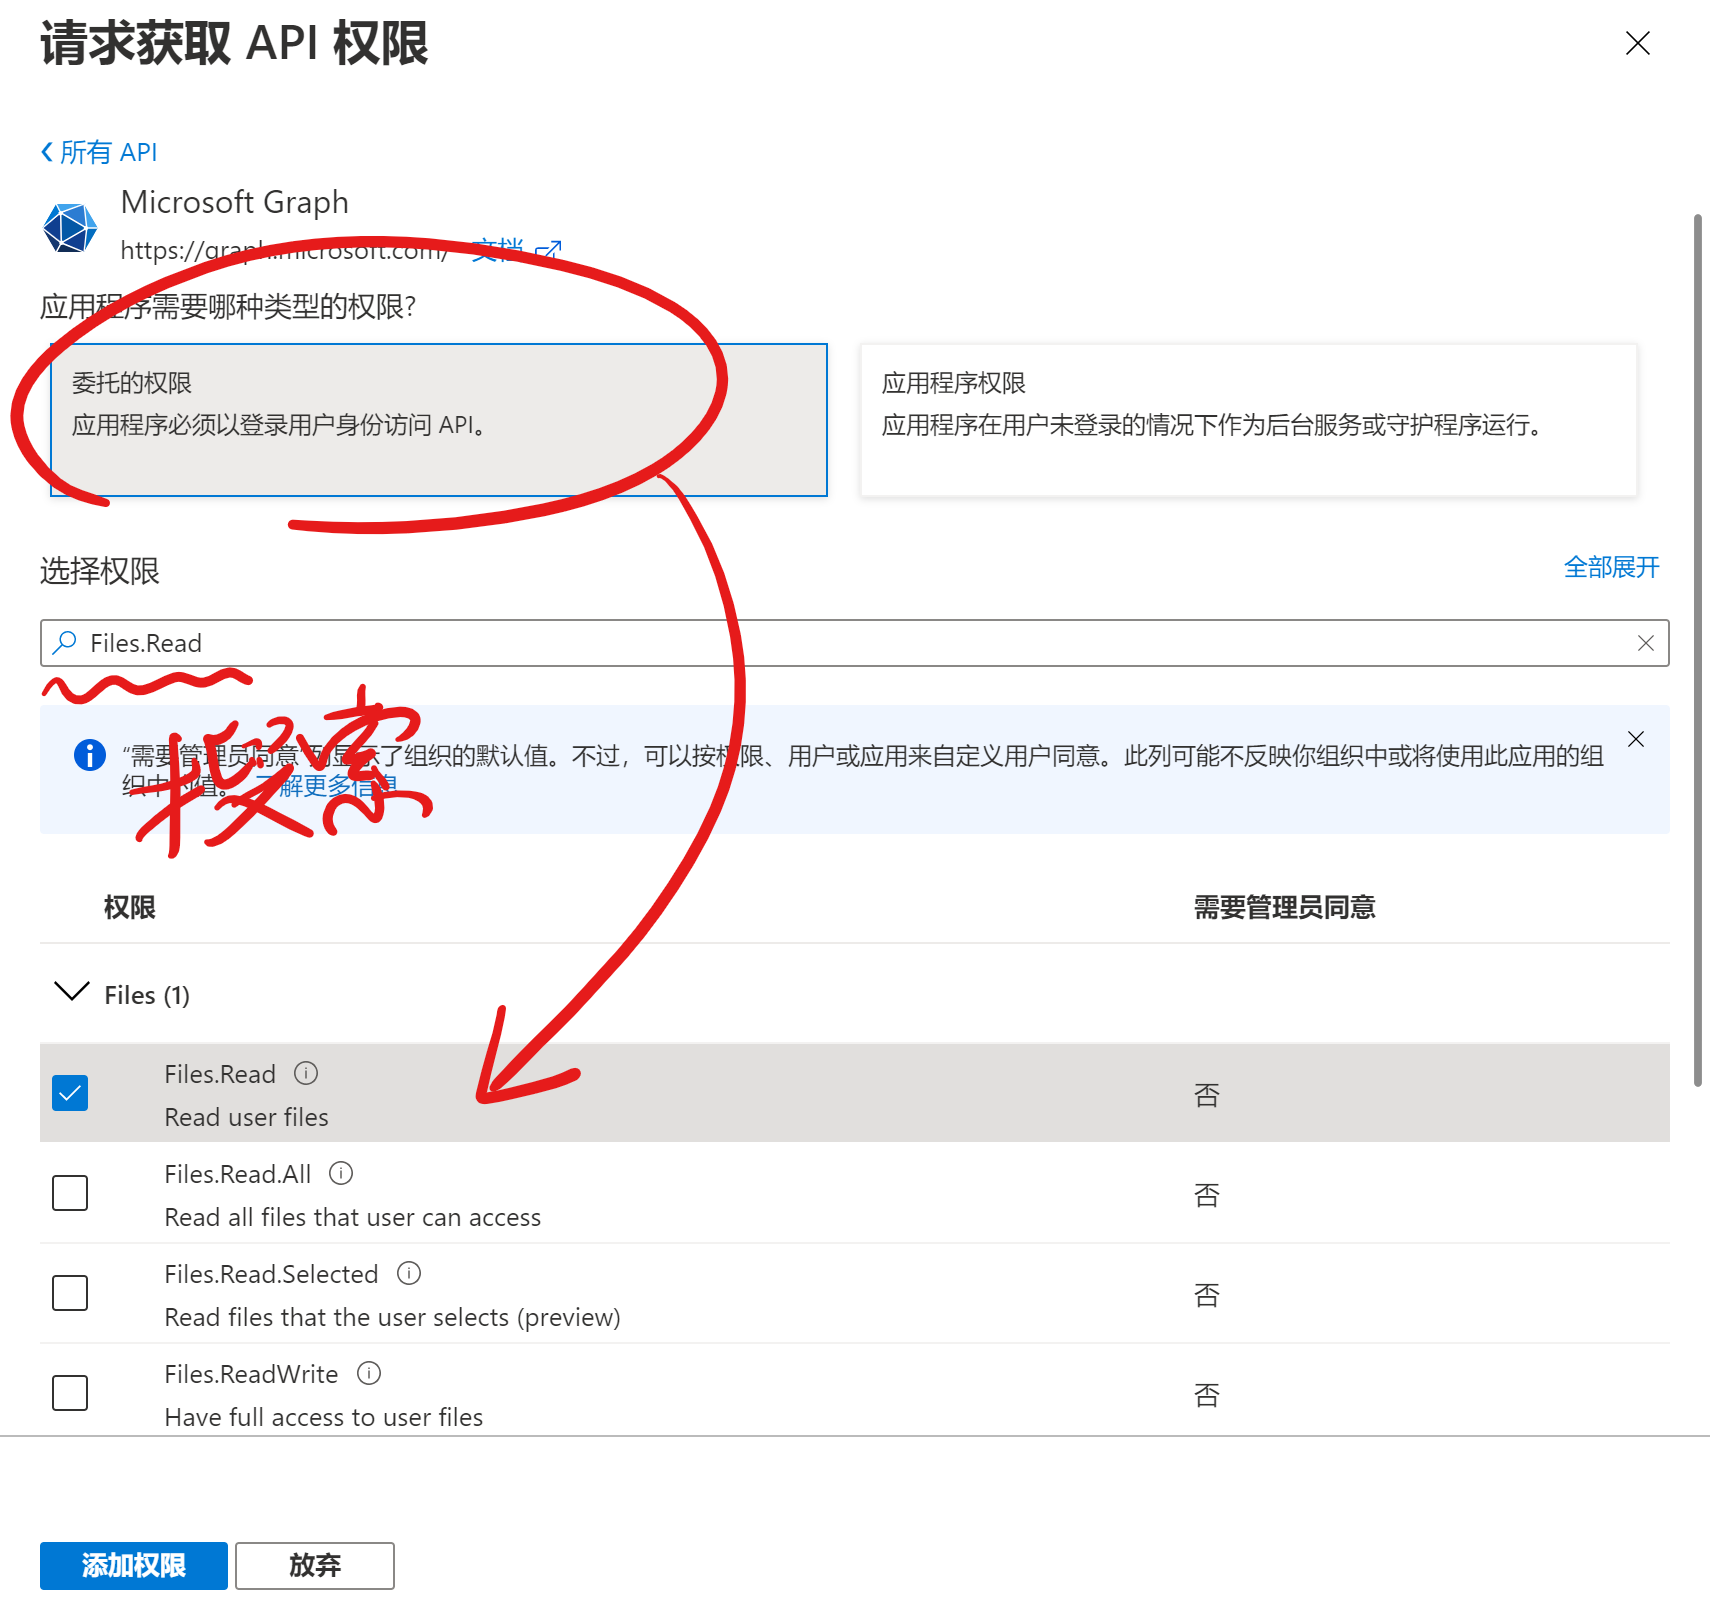 请求获取 API 权限
所有 API
Microsoft Graph
https://graph.microsoft.com/ 文档
应用程序需要哪种类型的权限?
委托的权限
应用程序必须以登录用户身份访问 API。
应用程序权限
应用程序在用户未登录的情况下作为后台服务或守护程序运行。
选择权限
全部展开
Files.Read
搜索
“需要管理员同意”列显示了组织的默认值。不过，可以按权限、用户或应用来自定义用户同意。此列可能不反映你组织中或将使用此应用的组
织中的值。 了解更多信息
权限
需要管理员同意
Files (1)
Files.Read
Read user files
否
Files.Read.All
Read all files that user can access
否
Files.Read.Selected
Read files that the user selects (preview)
否
Files.ReadWrite
Have full access to user files
否
添加权限
放弃